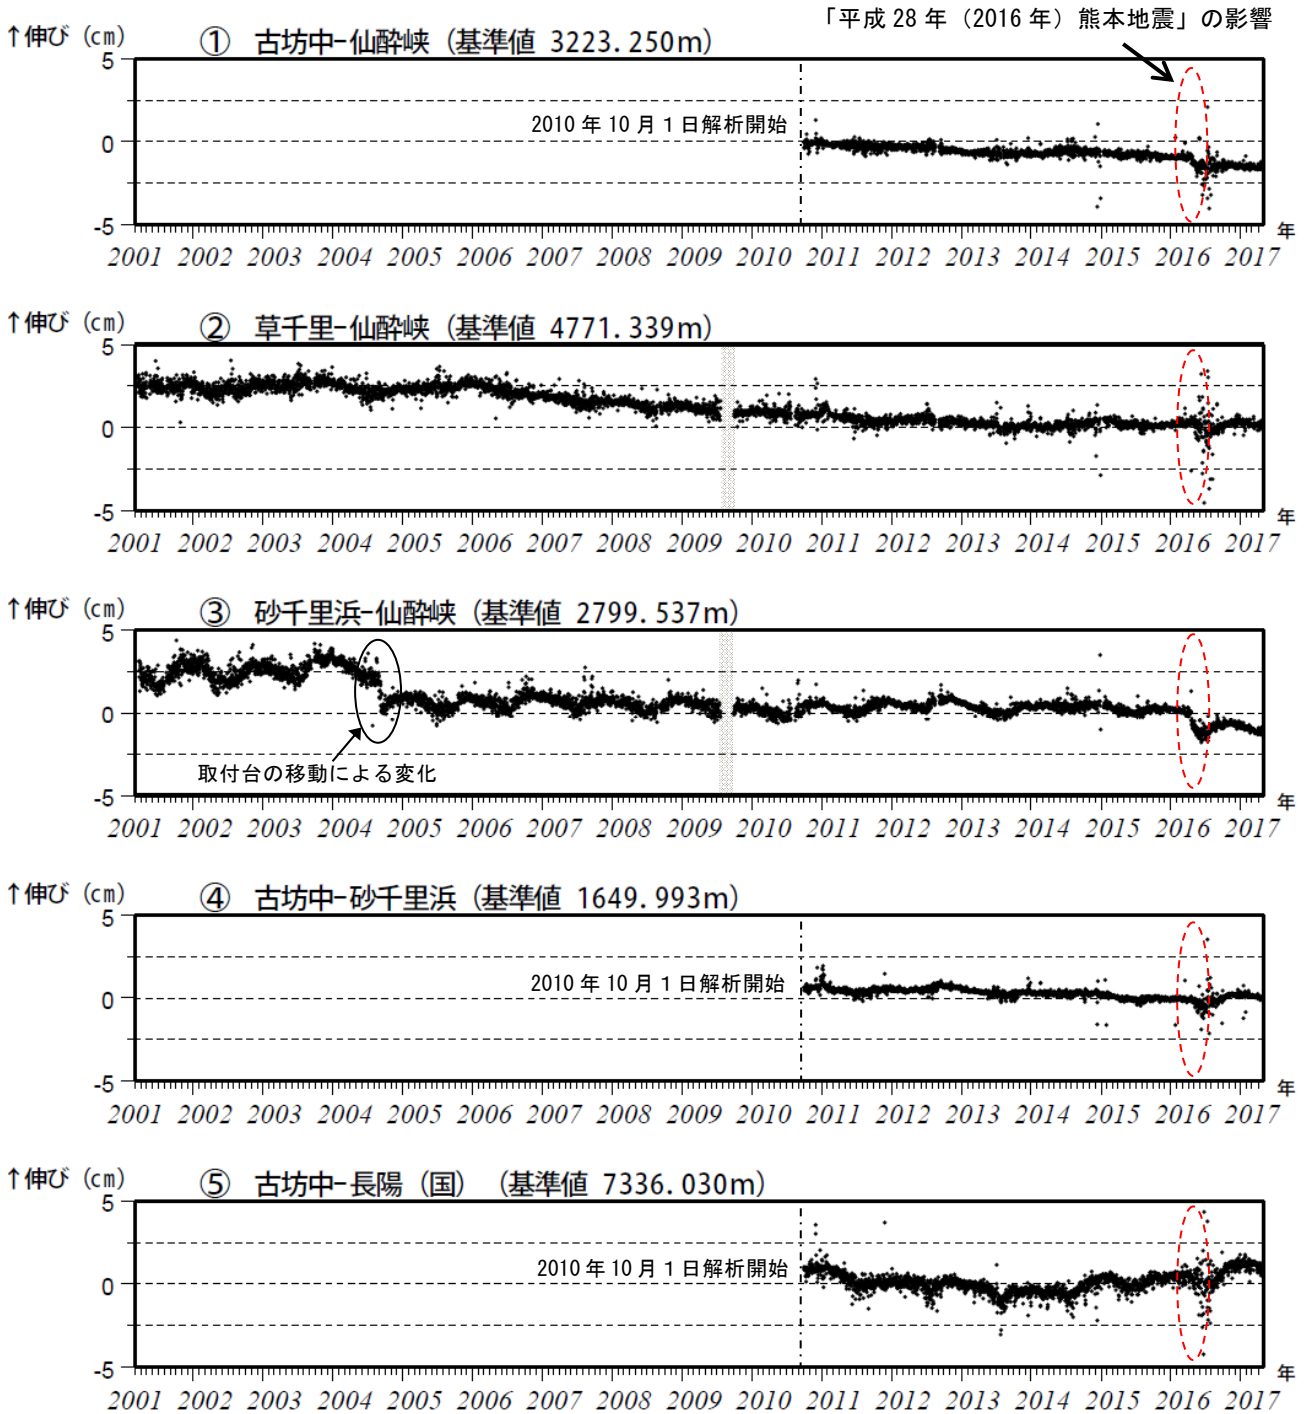 「平成 28 年（2016 年）熊本地震」の影響
↑伸び（cm） ① 古坊中−仙酔峡（基準値 3223.250m）
5
2010 年 10 月 1 日解析開始
0
-5
年
2001 2002 2003 2004 2005 2006 2007 2008 2009 2010 2011 2012 2013 2014 2015 2016 2017
↑伸び（cm） ② 草千里−仙酔峡（基準値 4771.339m）
5
0
-5
年
2001 2002 2003 2004 2005 2006 2007 2008 2009 2010 2011 2012 2013 2014 2015 2016 2017
↑伸び（cm） ③ 砂千里浜−仙酔峡（基準値 2799.537m）
5
0
取付台の移動による変化
-5
年
2001 2002 2003 2004 2005 2006 2007 2008 2009 2010 2011 2012 2013 2014 2015 2016 2017
↑伸び（cm） ④ 古坊中−砂千里浜（基準値 1649.993m）
5
2010 年 10 月 1 日解析開始
0
-5
年
2001 2002 2003 2004 2005 2006 2007 2008 2009 2010 2011 2012 2013 2014 2015 2016 2017
↑伸び（cm） ⑤ 古坊中−長陽（国）（基準値 7336.030m）
5
2010 年 10 月 1 日解析開始
0
-5
年
2001 2002 2003 2004 2005 2006 2007 2008 2009 2010 2011 2012 2013 2014 2015 2016 2017